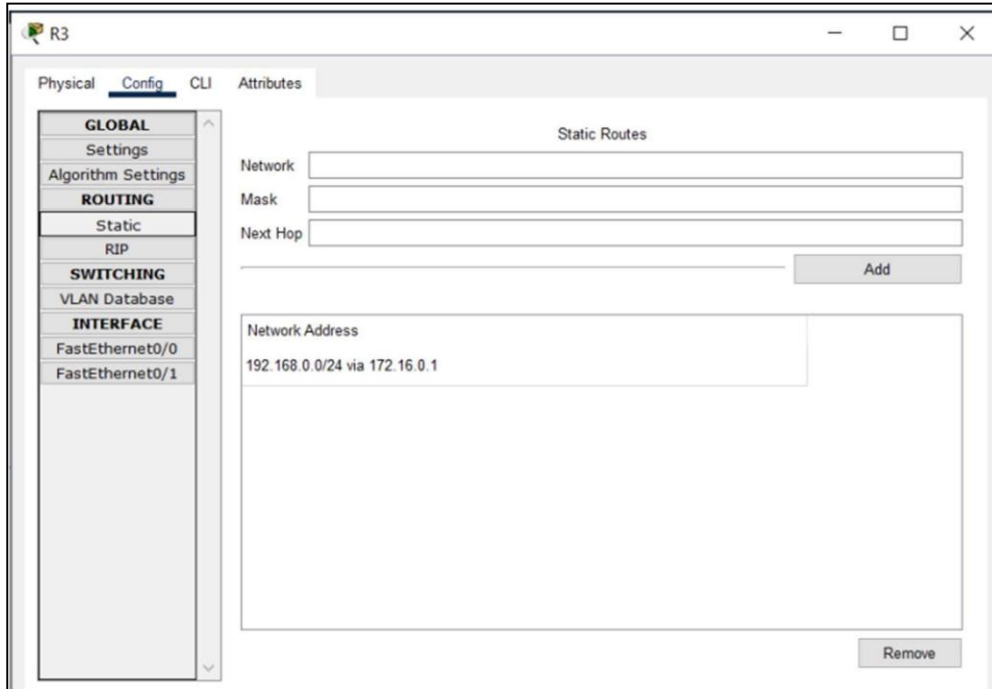 R3
Physical Config CLI Attributes
GLOBAL
Settings
Algorithm Settings
ROUTING
Static
RIP
SWITCHING
VLAN Database
INTERFACE
FastEthernet0/0
FastEthernet0/1
Static Routes
Network
Mask
Next Hop
Add
Network Address
192.168.0.0/24 via 172.16.0.1
Remove